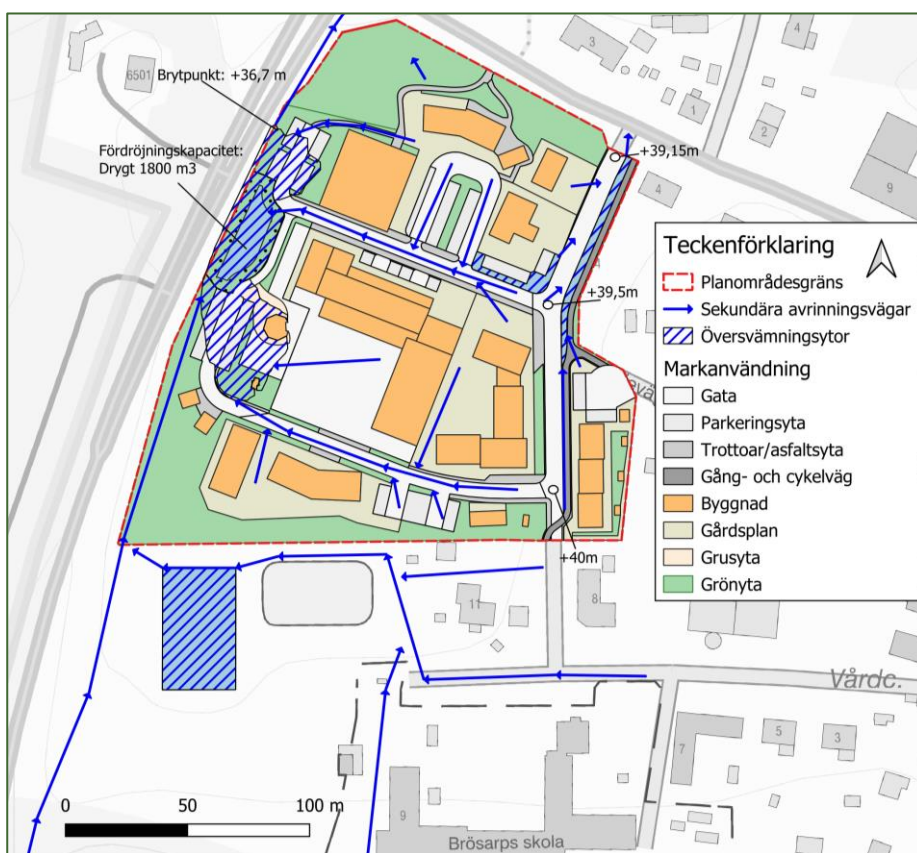 3
4
6501
Brytpunkt: +36,7 m
1
2
Fördröjningskapacitet:
Drygt 1800 m3
+39,15m
4
9
Teckenförklaring
Planområdesgräns
Sekundära avrinningsvägar
Översvämningsytor
+39,5m
Markanvändning
Gata
Parkeringsyta
Trottoar/asfaltsyta
Gång- och cykelväg
Byggnad
Gårdsplan
Grusyta
Grönyta
+40m
11
8
Vårdc.
7
5
3
0 50 100 m
9
Brösarps skola